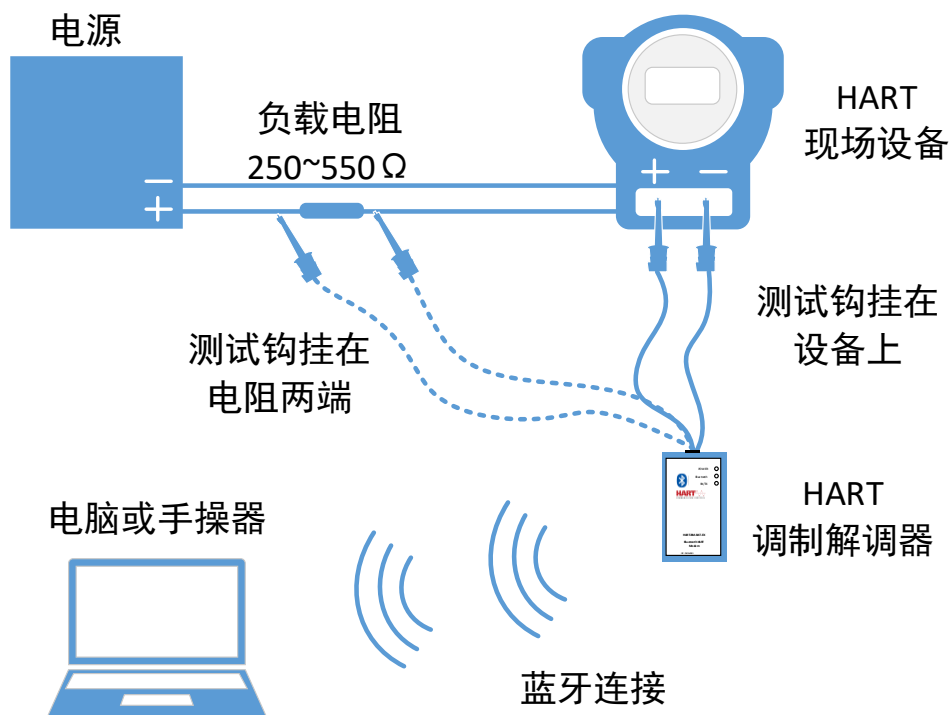 电源
负载电阻
250~550Ω
HART
现场设备
测试钩挂在
设备上
测试钩挂在
电阻两端
HART
HART
调制解调器
电脑或手操器
蓝牙连接